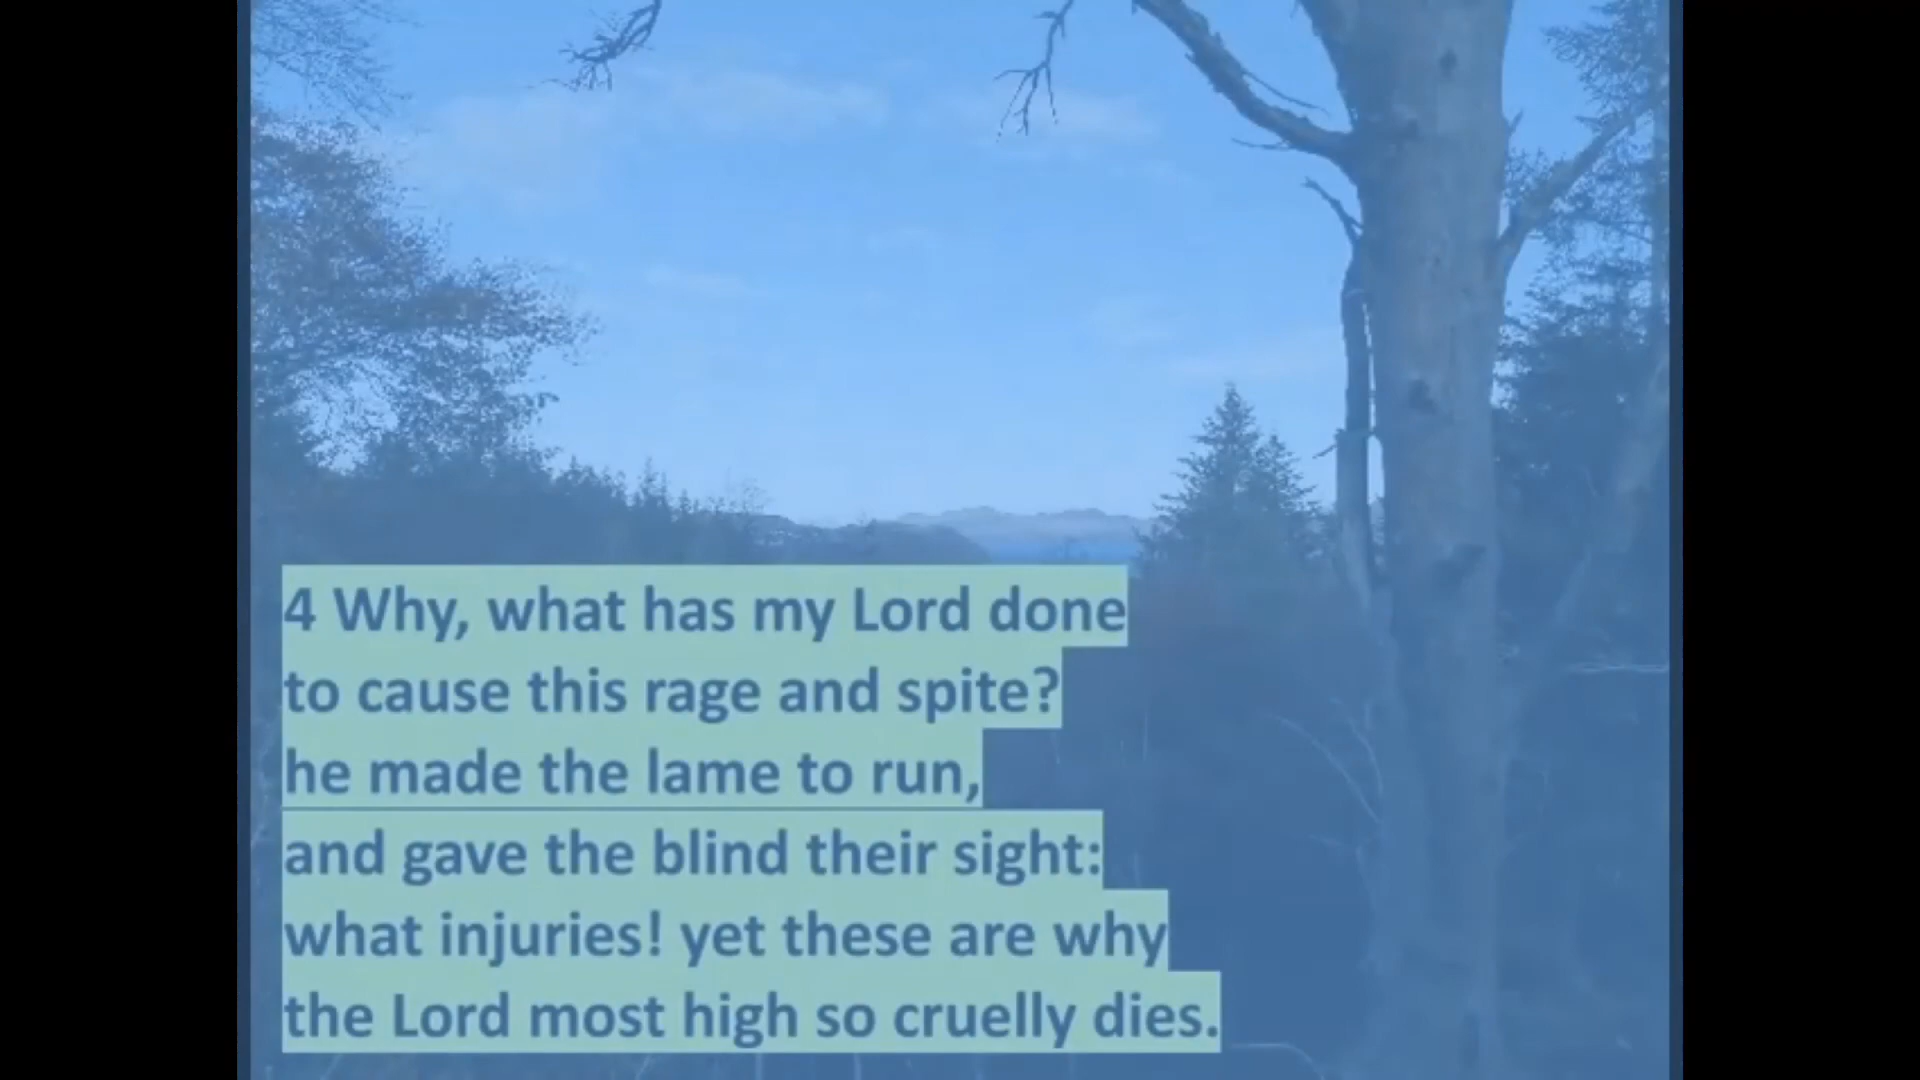 4 Why, what has my Lord done
to cause this rage and spite?
he made the lame to run,
and gave the blind their sight:
what injuries! yet these are why
the Lord most high so cruelly dies.